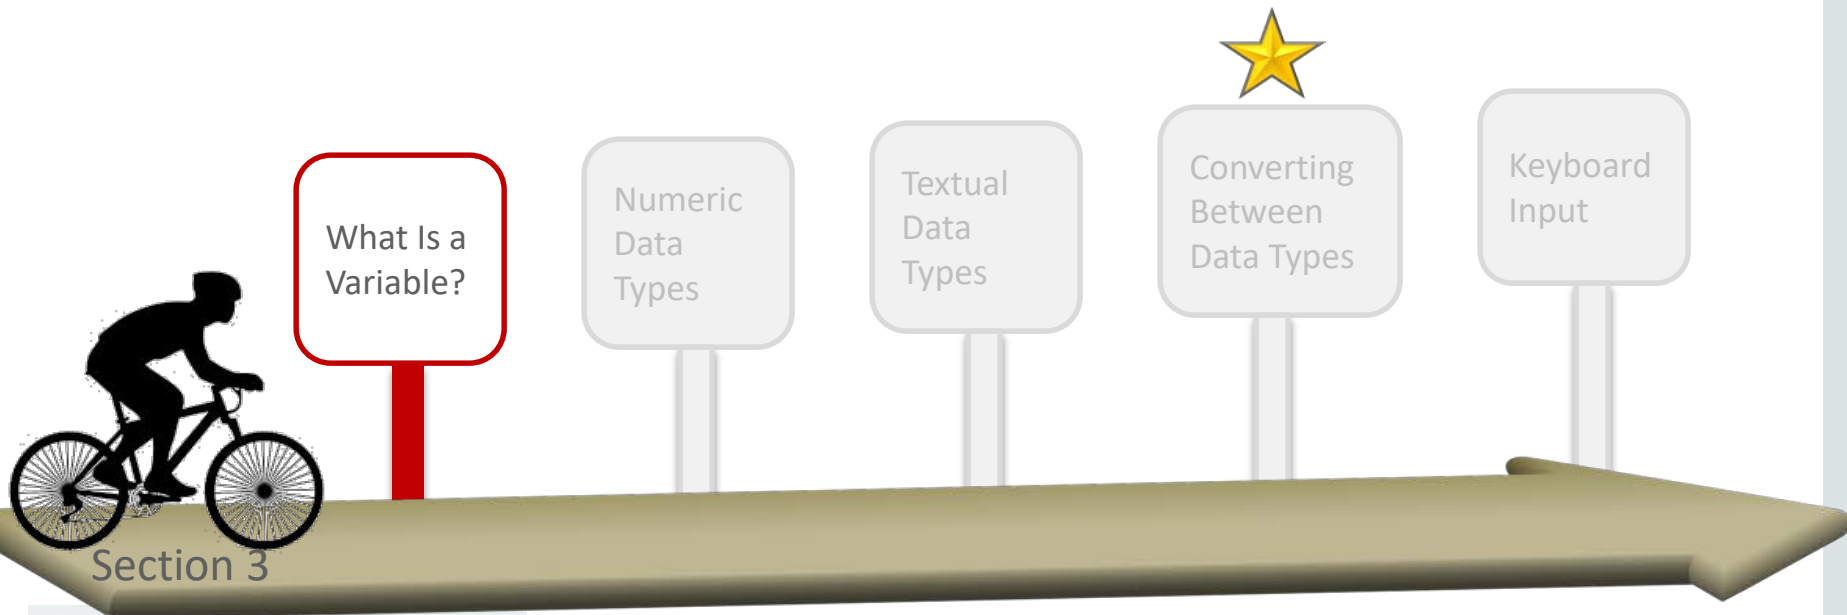 What Is a
Variable?
Numeric
Data
Types
Textual
Data
Types
Converting
Between
Data Types
Keyboard
Input
Section 3